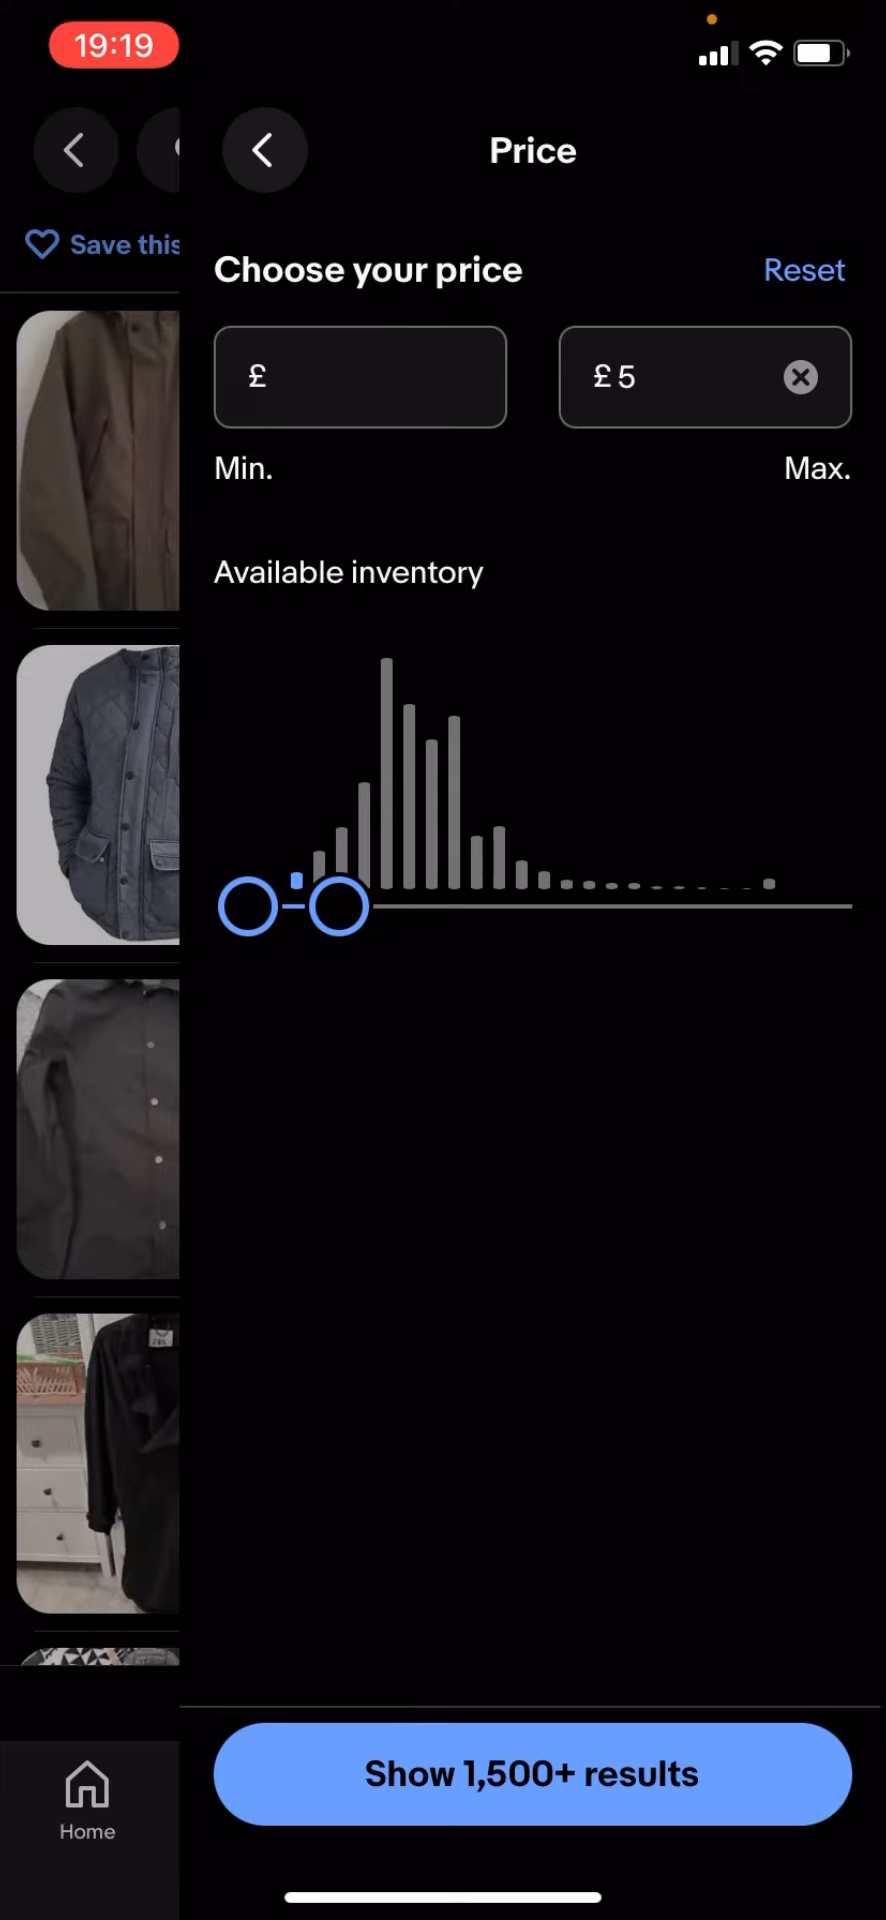 19:19
Price
Save this
Choose your price
Reset
£
£ 5
Min.
Max.
Available inventory
Show 1,500+ results
Home